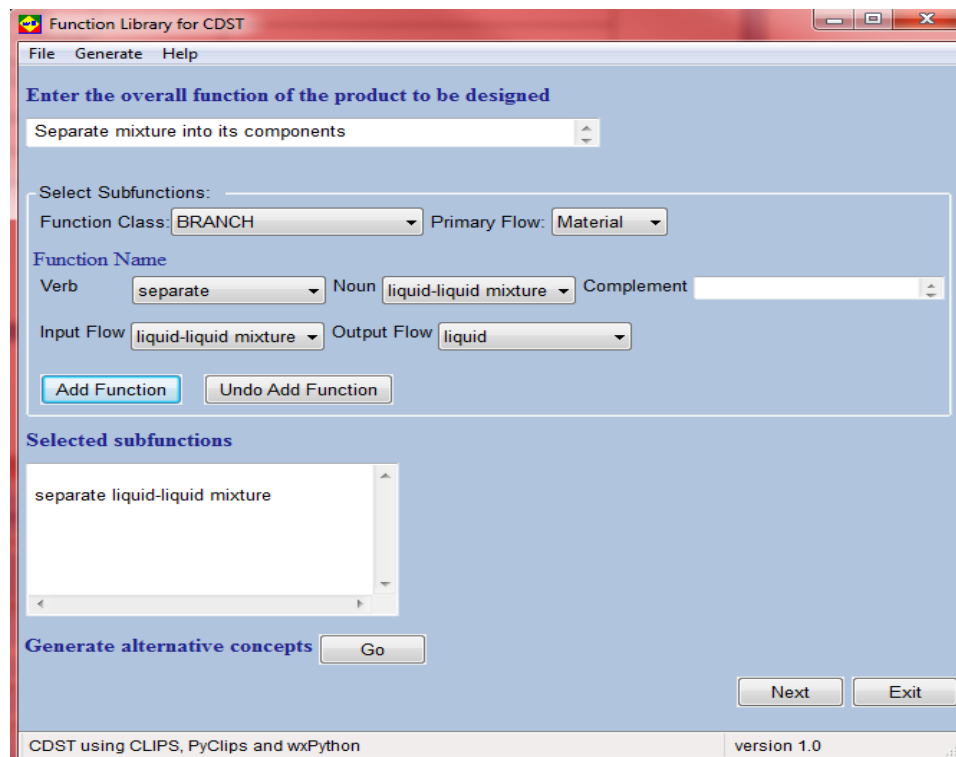 Function Library for CDST
File Generate Help
Enter the overall function of the product to be designed
Separate mixture into its components
Select Subfunctions:
Function Class: BRANCH Primary Flow: Material
Function Name
Verb separate Noun liquid-liquid mixture Complement
Input Flow liquid-liquid mixture Output Flow liquid
Add Function Undo Add Function
Selected subfunctions
separate liquid-liquid mixture
Generate alternative concepts Go
Next Exit
CDST using CLIPS, PyClips and wxPython version 1.0